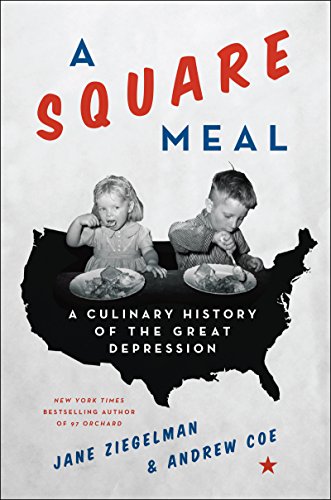 A
SQUARE
MEAL
A CULINARY HISTORY
OF THE GREAT
DEPRESSION
NEW YORK TIMES
BESTSELLING AUTHOR
OF 97 ORCHARD
JANE ZIEGELMAN
& ANDREW COE